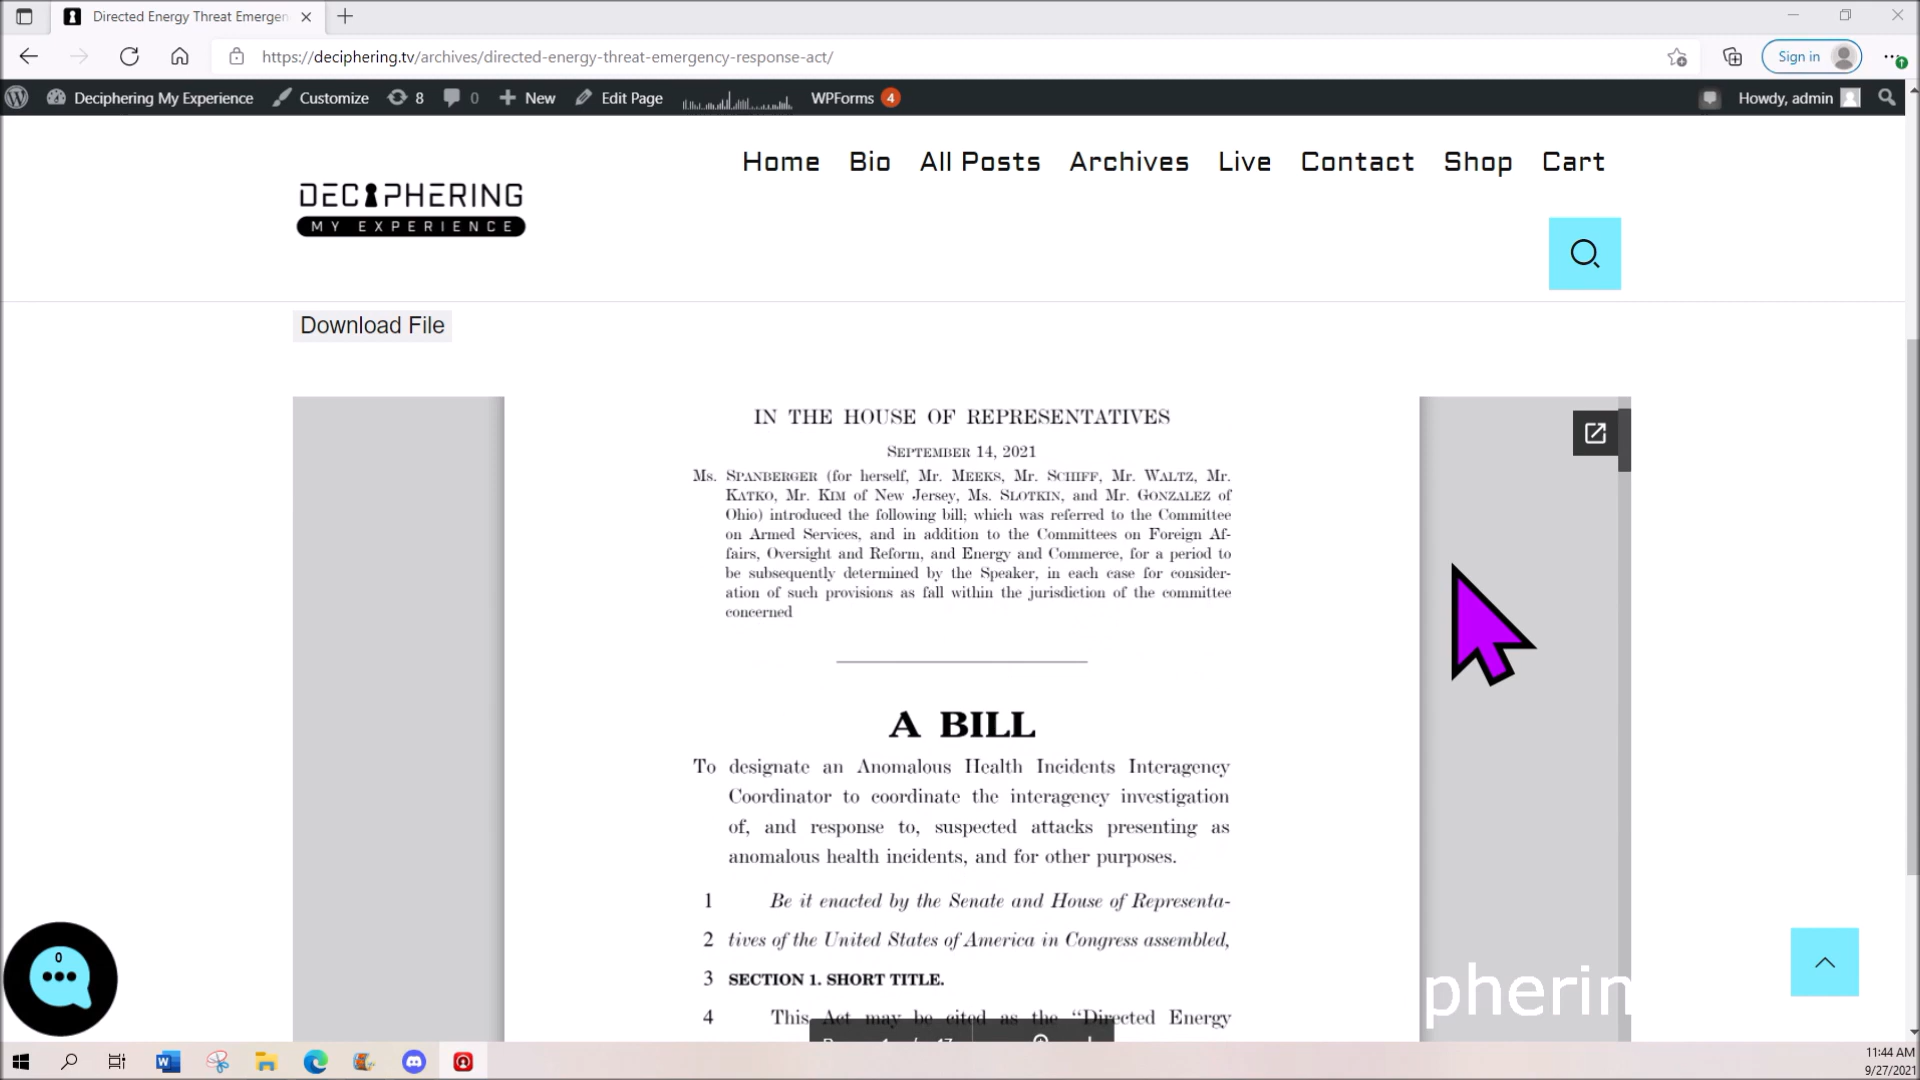 Directed Energy Threat Emergen
https://deciphering.tv/archives/directed-energy-threat-emergency-response-act/
Sign in
Deciphering My Experience Customize 8 0 New Edit Page WPForms 4 Howdy, admin
Home Bio All Posts Archives Live Contact Shop Cart
DECIPHERING
MY EXPERIENCE
Download File
IN THE HOUSE OF REPRESENTATIVES
SEPTEMBER 14, 2021
Ms. SPANBERGER (for herself, Mr. MEEKS, Mr. SCHIFF, Mr. WALTZ, Mr.
KATKO, Mr. KIM of New Jersey, Ms. SLOTKIN, and Mr. GONZALEZ of
Ohio) introduced the following bill; which was referred to the Committee
on Armed Services, and in addition to the Committees on Foreign Af-
fairs, Oversight and Reform, and Energy and Commerce, for a period to
be subsequently determined by the Speaker, in each case for consider-
ation of such provisions as fall within the jurisdiction of the committee
concerned
A BILL
To designate an Anomalous Health Incidents Interagency
Coordinator to coordinate the interagency investigation
of, and response to, suspected attacks presenting as
anomalous health incidents, and for other purposes.
1 Be it enacted by the Senate and House of Representa-
2 tives of the United States of America in Congress assembled,
3 SECTION 1. SHORT TITLE.
4 This Act may be cited as the “Directed Energy
pherin
0
11:44 AM
9/27/2021